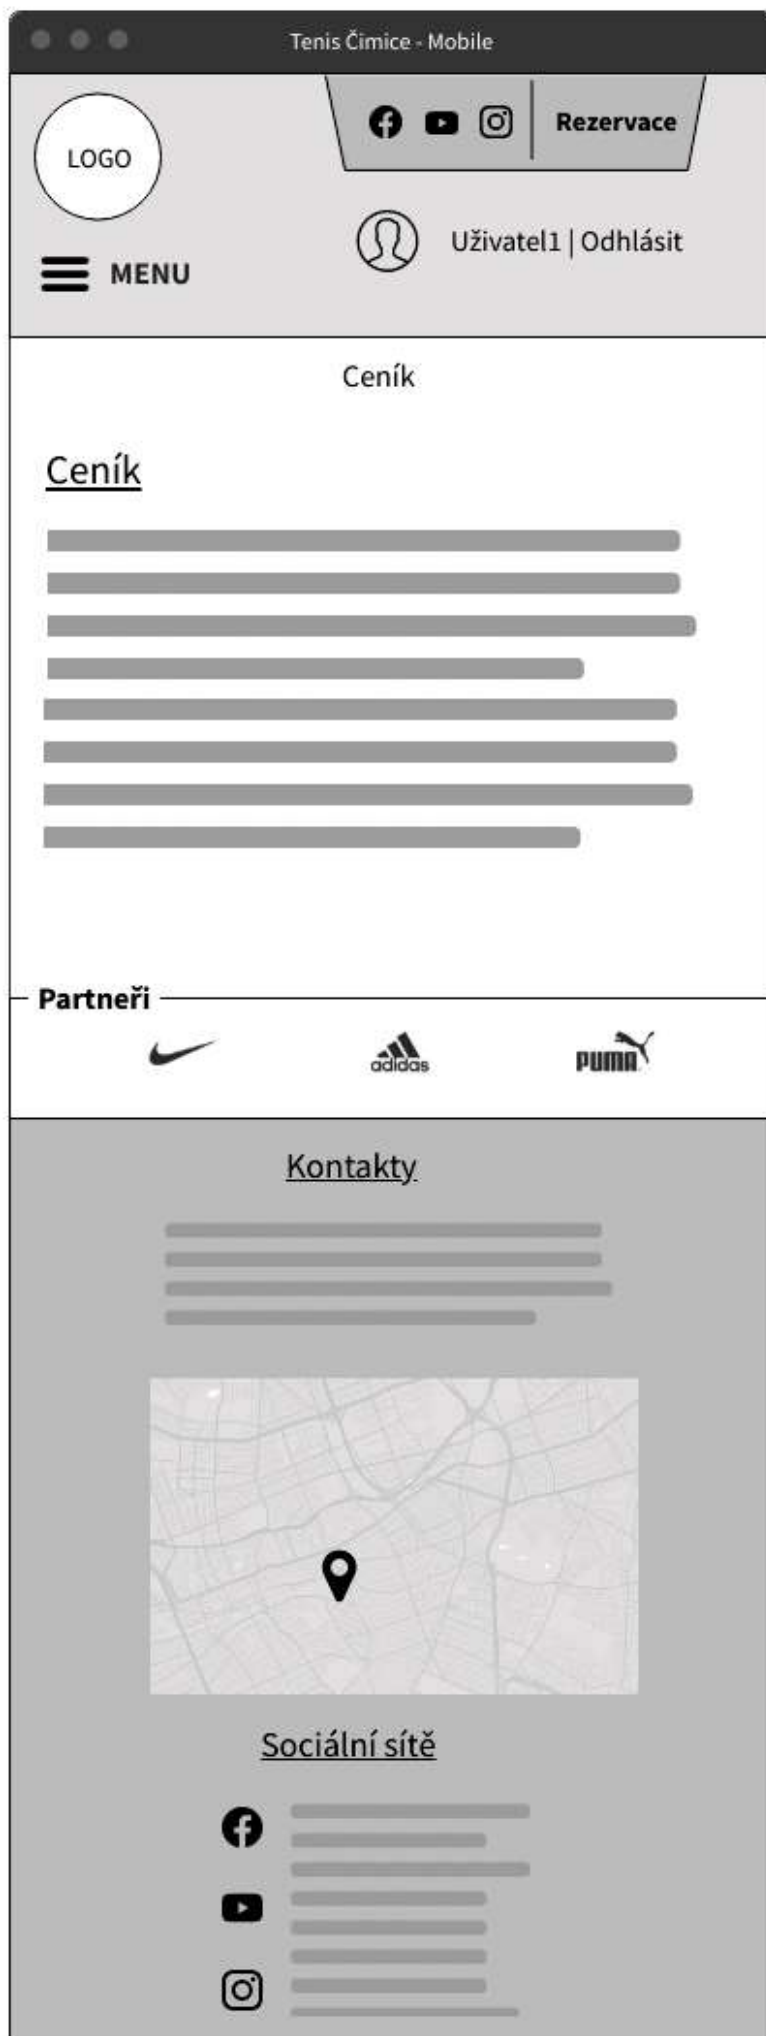 Tenis Čimice - Mobile
LOGO
Rezervace
Uživatel1 | Odhlásit
MENU
Ceník
Ceník
Partneři
adidas
PUMA
Kontakty
Sociální sítě